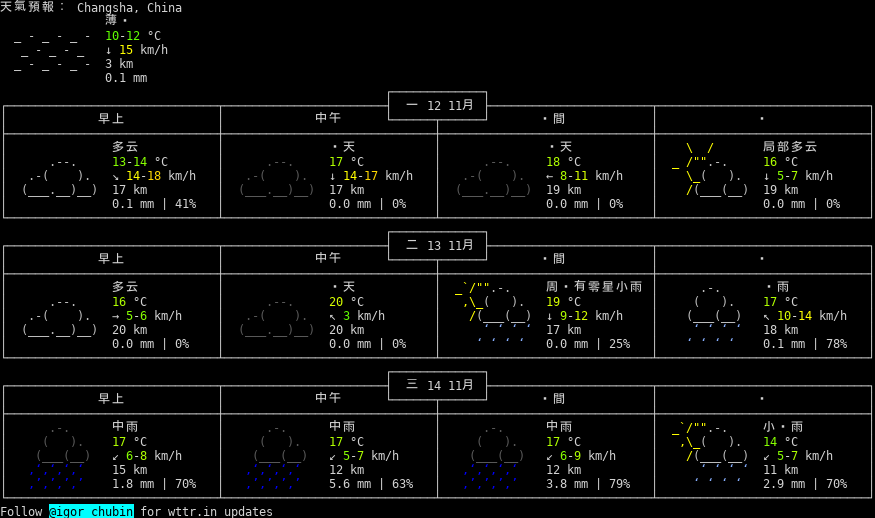 天氣預報： Changsha, China
薄・
10-12 °C
↓ 15 km/h
3 km
0.1 mm
一 12 11月
早上 中午 ・間 ・
多云 ・天 ・天 局部多云
13-14 °C 17 °C 18 °C 16 °C
↘ 14-18 km/h ↓ 14-17 km/h ← 8-11 km/h ↓ 5-7 km/h
17 km 17 km 19 km 19 km
0.1 mm | 41% 0.0 mm | 0% 0.0 mm | 0% 0.0 mm | 0%
二 13 11月
早上 中午 ・間 ・
多云 ・天 周・有零星小雨 ・雨
16 °C 20 °C 19 °C 17 °C
→ 5-6 km/h ↖ 3 km/h ↓ 9-12 km/h ↖ 10-14 km/h
20 km 20 km 17 km 18 km
0.0 mm | 0% 0.0 mm | 0% 0.0 mm | 25% 0.1 mm | 78%
三 14 11月
早上 中午 ・間 ・
中雨 中雨 中雨 小・雨
17 °C 17 °C 17 °C 14 °C
↙ 6-8 km/h ↙ 5-7 km/h ↙ 6-9 km/h ↙ 5-7 km/h
15 km 12 km 12 km 11 km
1.8 mm | 70% 5.6 mm | 63% 3.8 mm | 79% 2.9 mm | 70%
Follow @igor_chubin for wttr.in updates